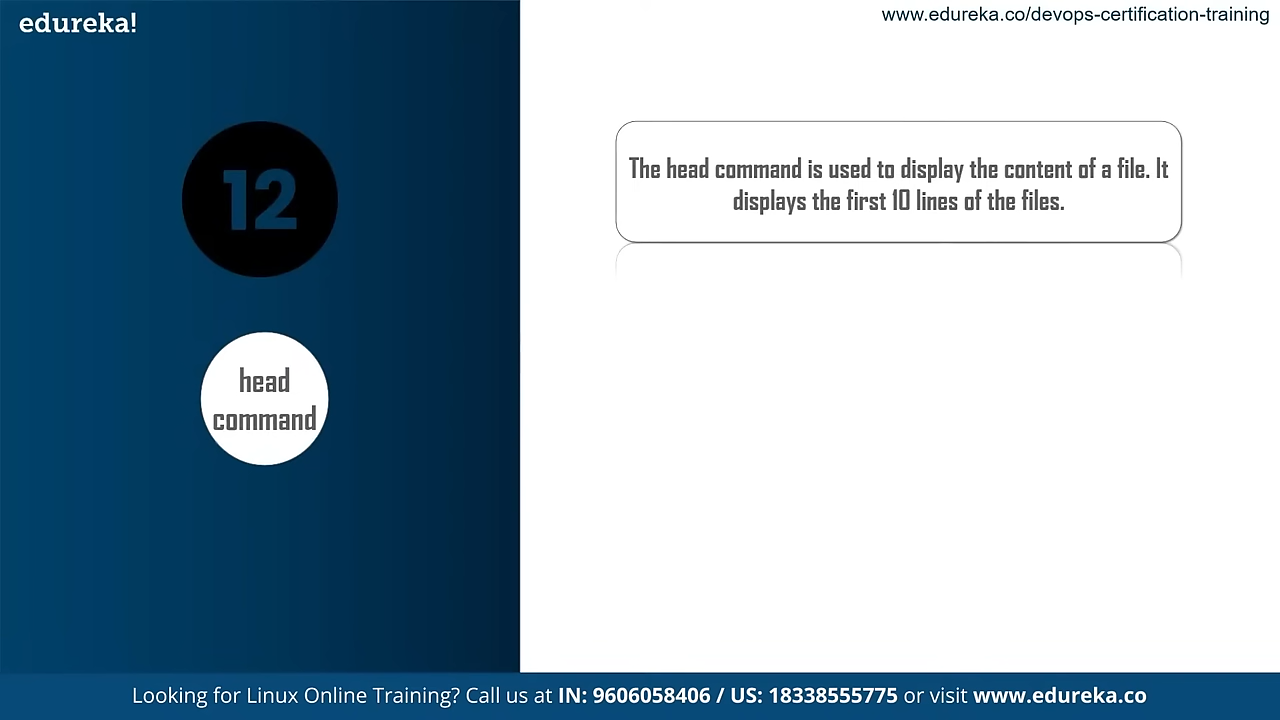 edureka!
www.edureka.co/devops-certification-training
12
head
command
The head command is used to display the content of a file. It
displays the first 10 lines of the files.
Looking for Linux Online Training? Call us at IN: 9606058406 / US: 18338555775 or visit www.edureka.co